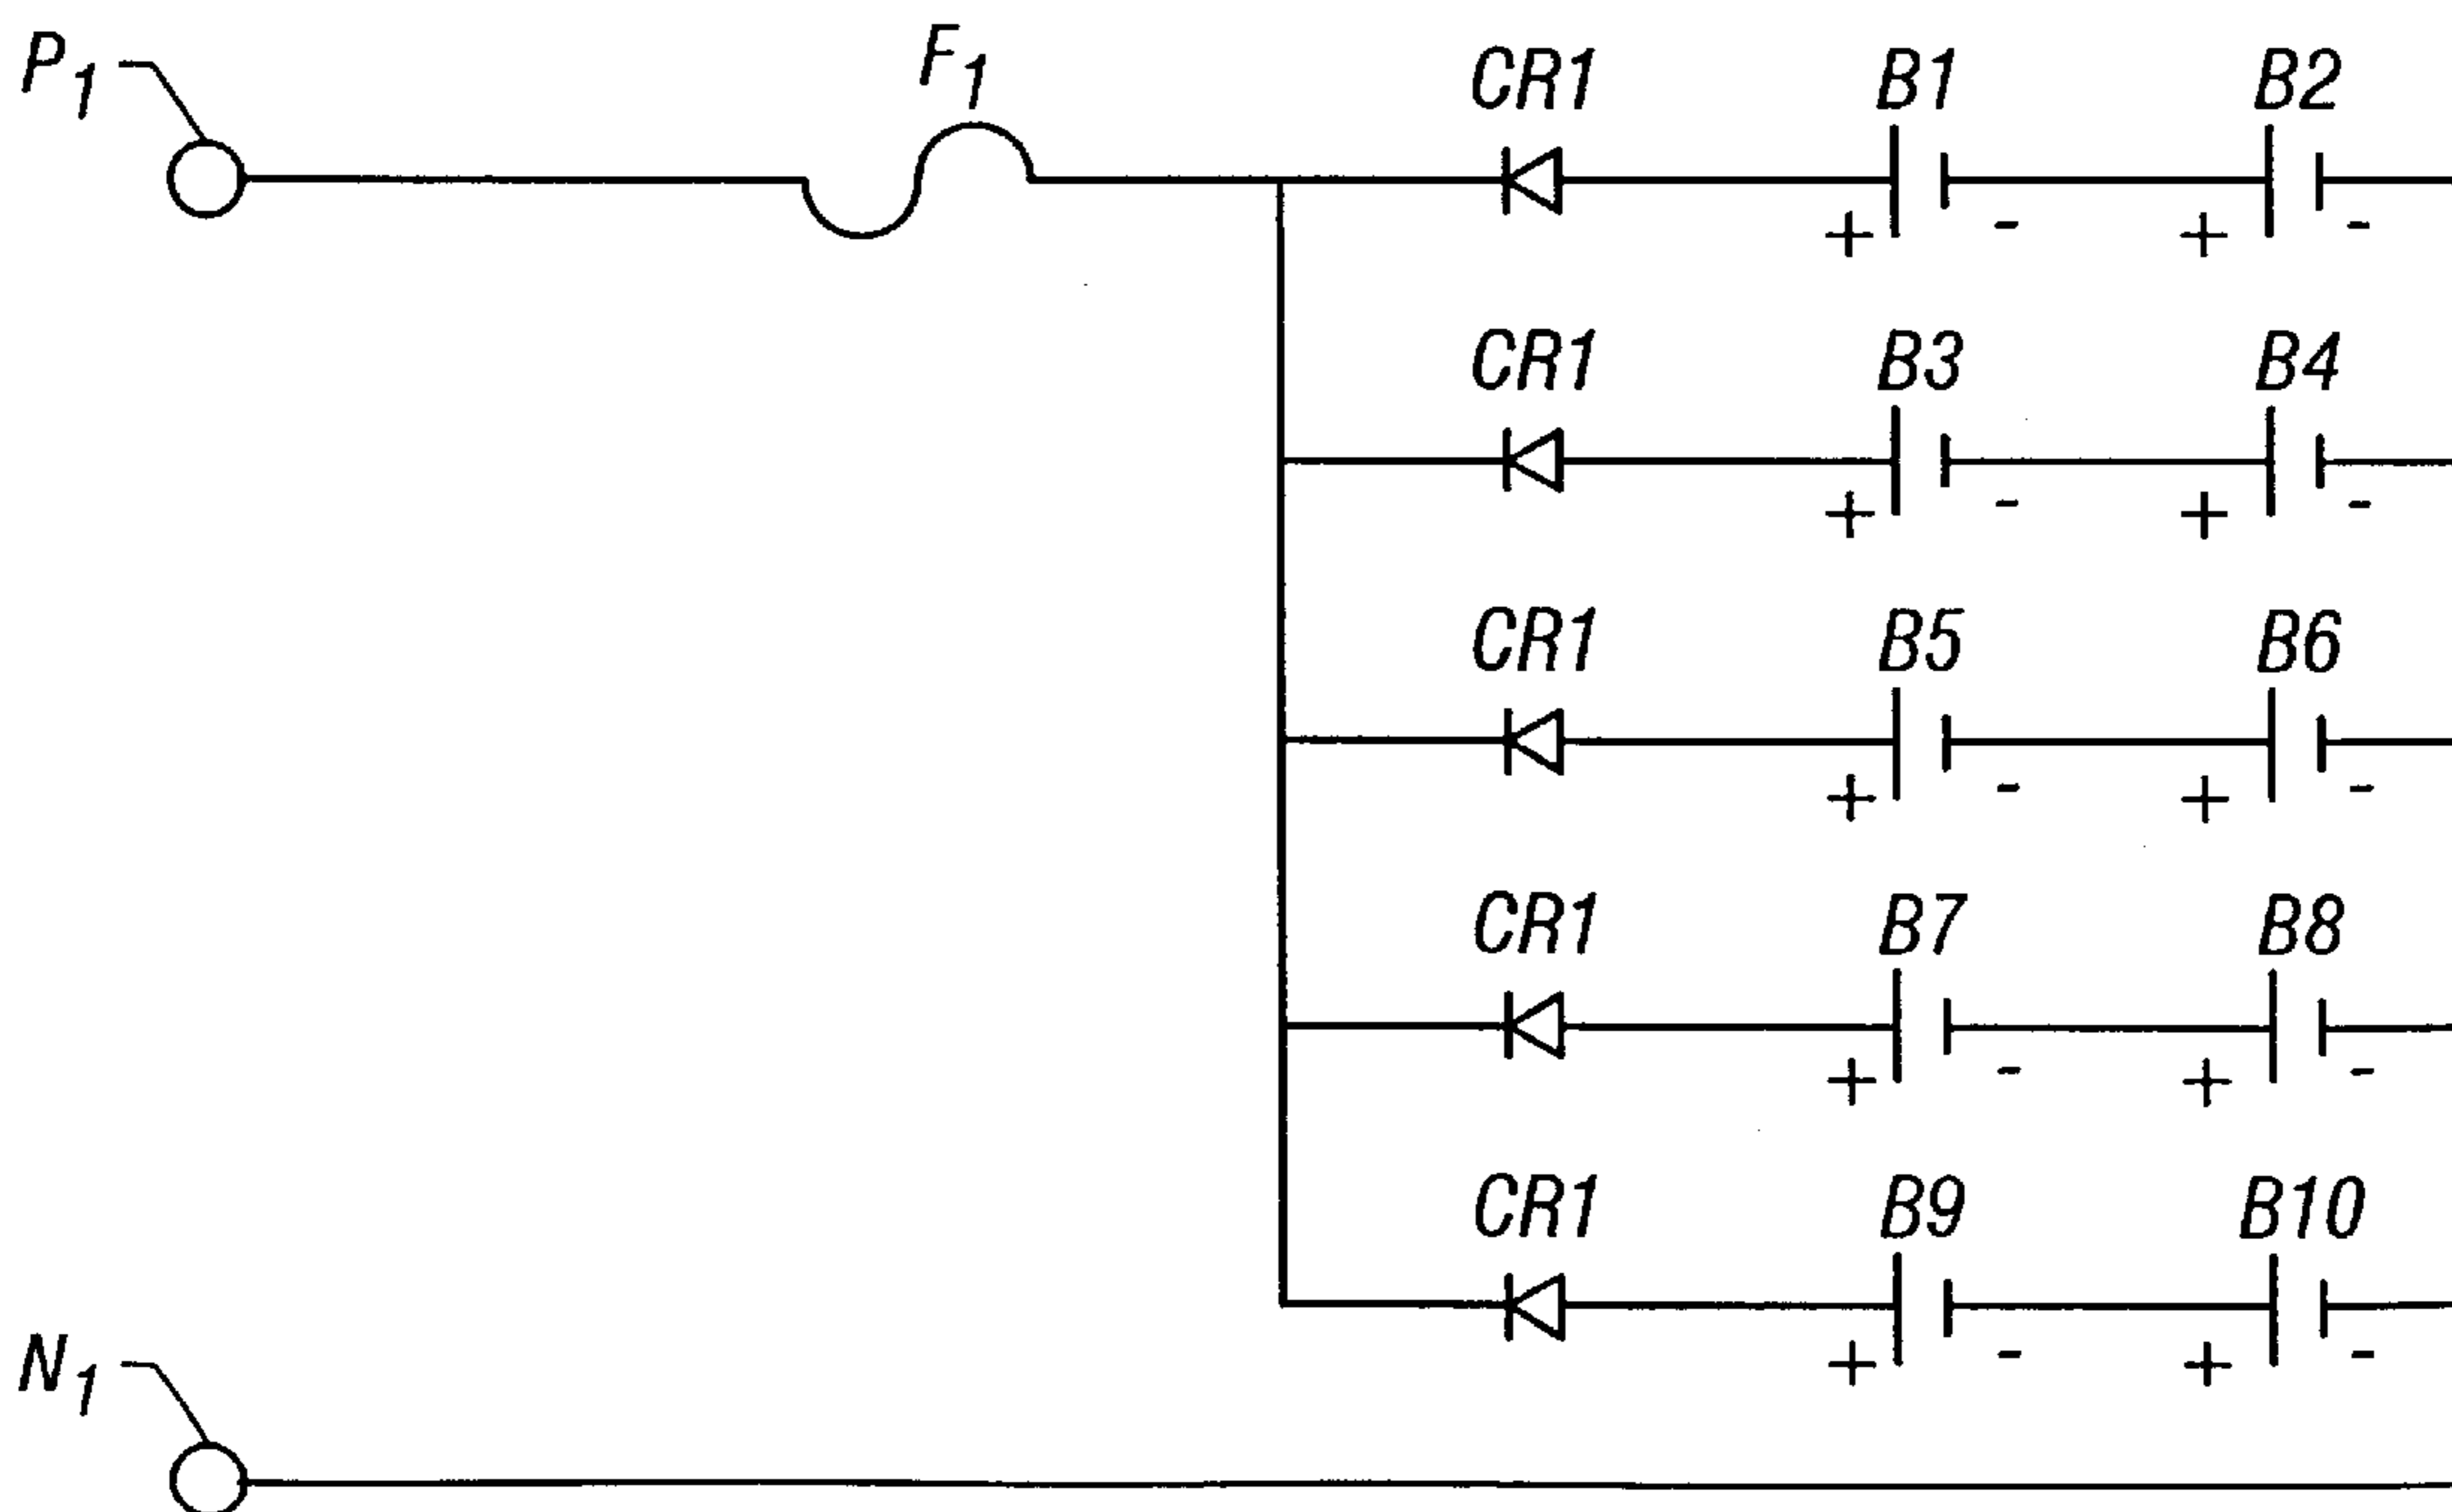 P1 F1 CR1 B1 B2
+ - + -
CR1 B3 B4
+ - + -
CR1 B5 B6
+ - + -
CR1 B7 B8
+ - + -
CR1 B9 B10
+ - + -
N1